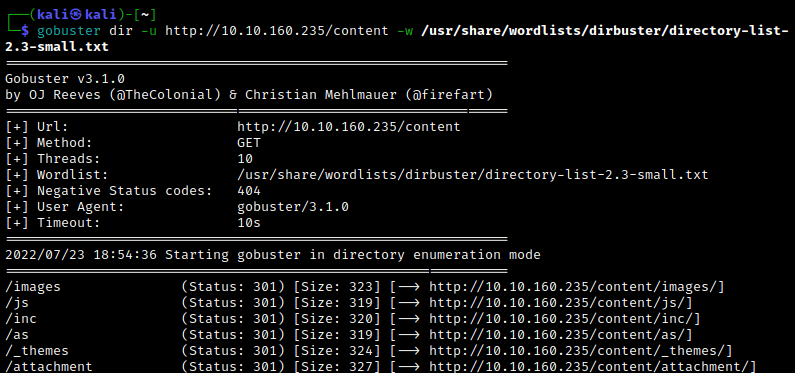 ┌──(kali㉿kali)-[~]
└─$ gobuster dir -u http://10.10.160.235/content -w /usr/share/wordlists/dirbuster/directory-list-
2.3-small.txt
===============================================================
Gobuster v3.1.0
by OJ Reeves (@TheColonial) & Christian Mehlmauer (@firefart)
===============================================================
[+] Url:                     http://10.10.160.235/content
[+] Method:                  GET
[+] Threads:                 10
[+] Wordlist:                /usr/share/wordlists/dirbuster/directory-list-2.3-small.txt
[+] Negative Status codes:   404
[+] User Agent:              gobuster/3.1.0
[+] Timeout:                 10s
===============================================================
2022/07/23 18:54:36 Starting gobuster in directory enumeration mode
===============================================================
/images               (Status: 301) [Size: 323] [--> http://10.10.160.235/content/images/]
/js                   (Status: 301) [Size: 319] [--> http://10.10.160.235/content/js/]
/inc                  (Status: 301) [Size: 320] [--> http://10.10.160.235/content/inc/]
/as                   (Status: 301) [Size: 319] [--> http://10.10.160.235/content/as/]
/_themes              (Status: 301) [Size: 324] [--> http://10.10.160.235/content/_themes/]
/attachment           (Status: 301) [Size: 327] [--> http://10.10.160.235/content/attachment/]